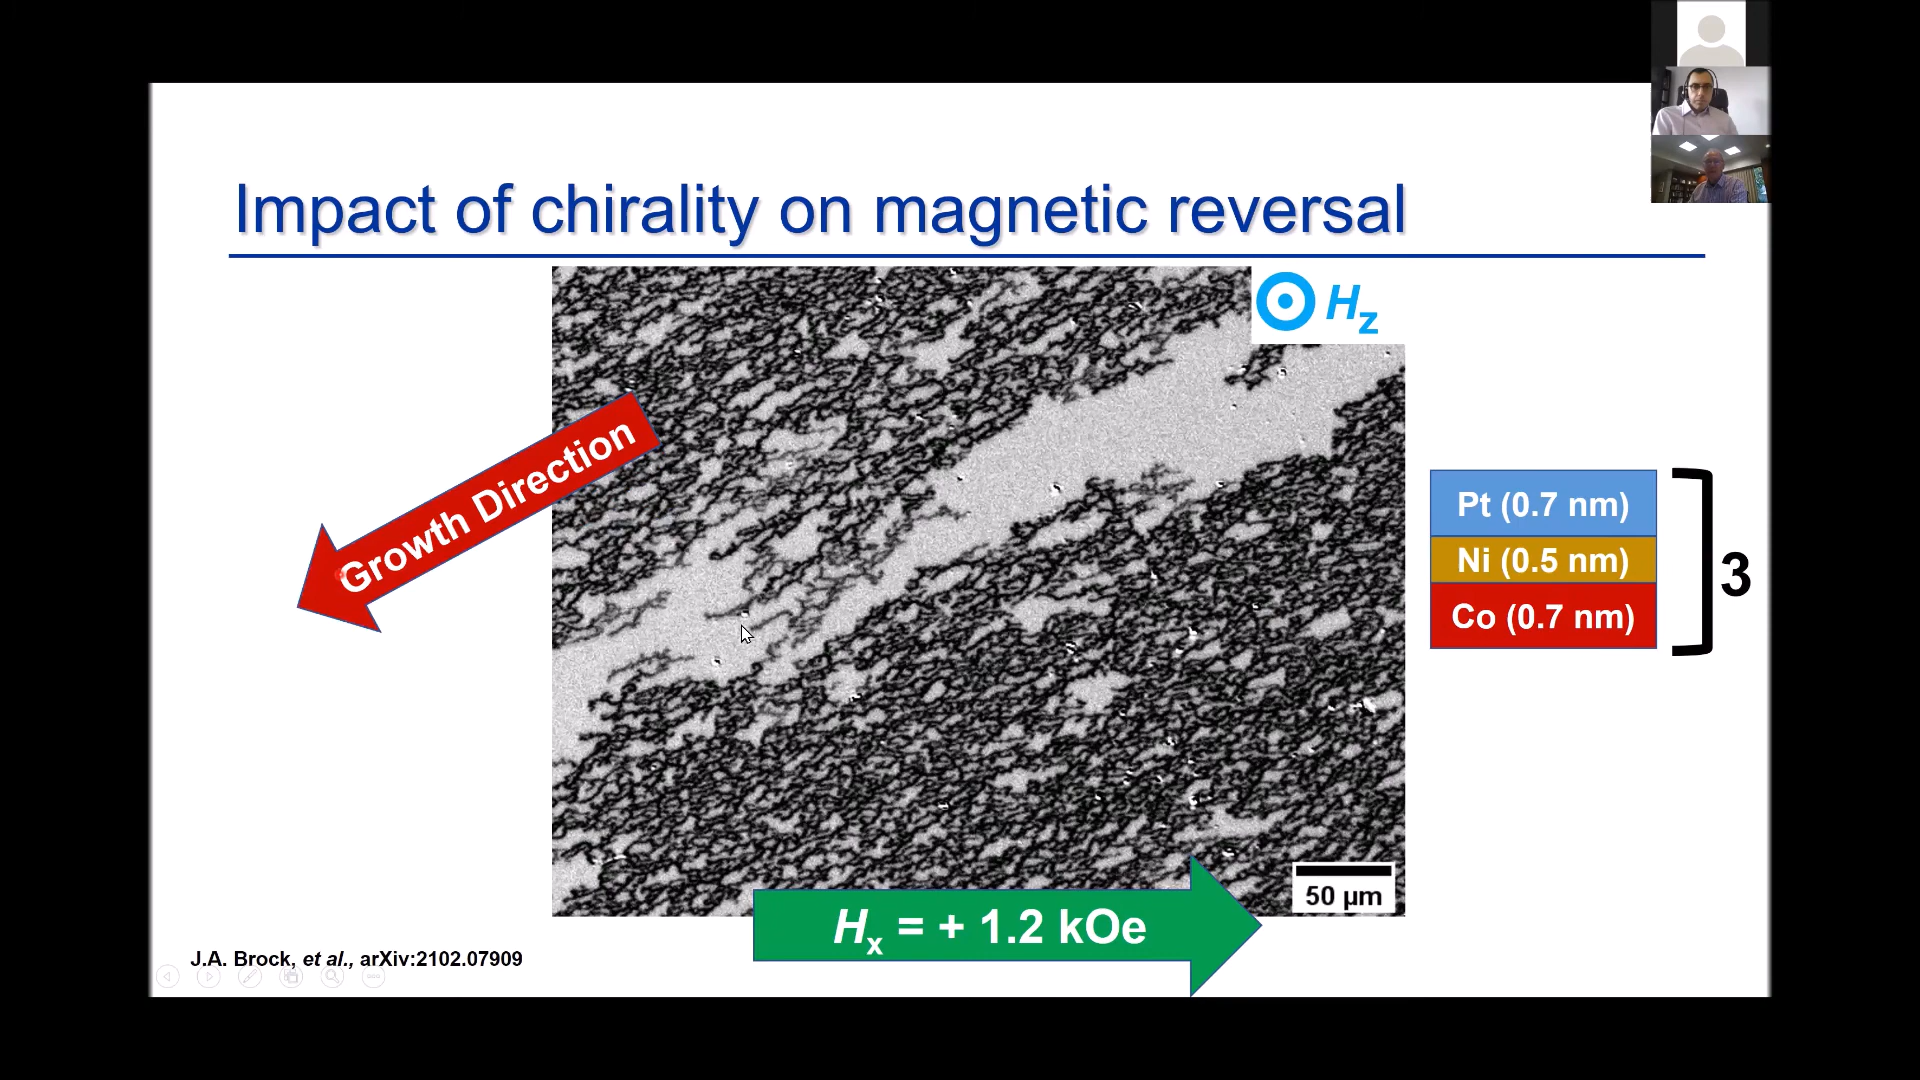 Impact of chirality on magnetic reversal
Hz
Growth Direction
Pt (0.7 nm)
Ni (0.5 nm)
Co (0.7 nm)
3
50 µm
Hx = + 1.2 kOe
J.A. Brock, et al., arXiv:2102.07909